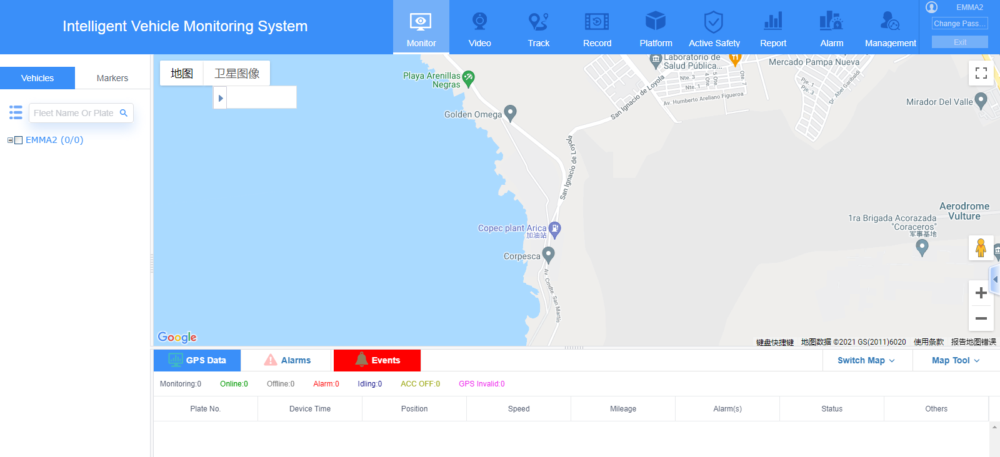 Intelligent Vehicle Monitoring System
Monitor
Video
Track
Record
Platform
Active Safety
Report
Alarm
Management
EMMA2
Change Pass...
Exit
Vehicles
Markers
Fleet Name Or Plate
EMMA2 (0/0)
地图
卫星图像
Playa Arenillas
Negras
Golden Omega
Laboratorio de
Salud Pública...
Mercado Pampa Nueva
Mirador Del Valle
San Ignacio de Loyola
Nte. 3
Nte. 1
4 Ote.
5 Ote.
Ote. 7
Av. Humberto Arellano Figueroa
Pje. 1
Pje. 3
Dr. Abel Garibaldi
San Ignacio de Loyola
Copec plant Arica
加油站
Corpesca
Av. Cmdte. San Martin
Aerodrome
Vulture
1ra Brigada Acorazada
"Coraceros"
军事基地
Google
键盘快捷键
地图数据 ©2021 GS(2011)6020
使用条款
报告地图错误
GPS Data
Alarms
Events
Switch Map
Map Tool
Monitoring:0
Online:0
Offline:0
Alarm:0
Idling:0
ACC OFF:0
GPS Invalid:0
Plate No.
Device Time
Position
Speed
Mileage
Alarm(s)
Status
Others